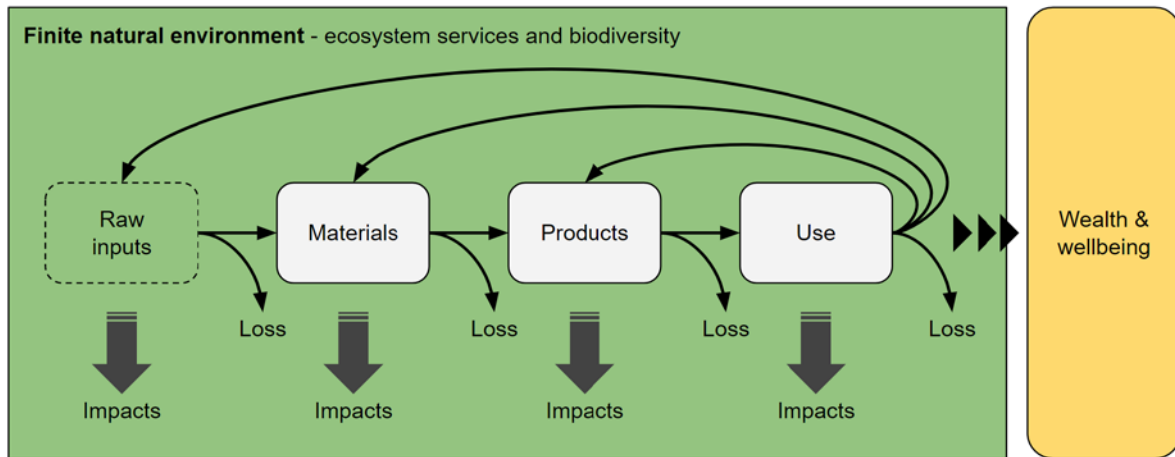 Finite natural environment - ecosystem services and biodiversity
Raw
inputs
Materials
Products
Use
Wealth &
wellbeing
Loss
Loss
Loss
Loss
Impacts
Impacts
Impacts
Impacts